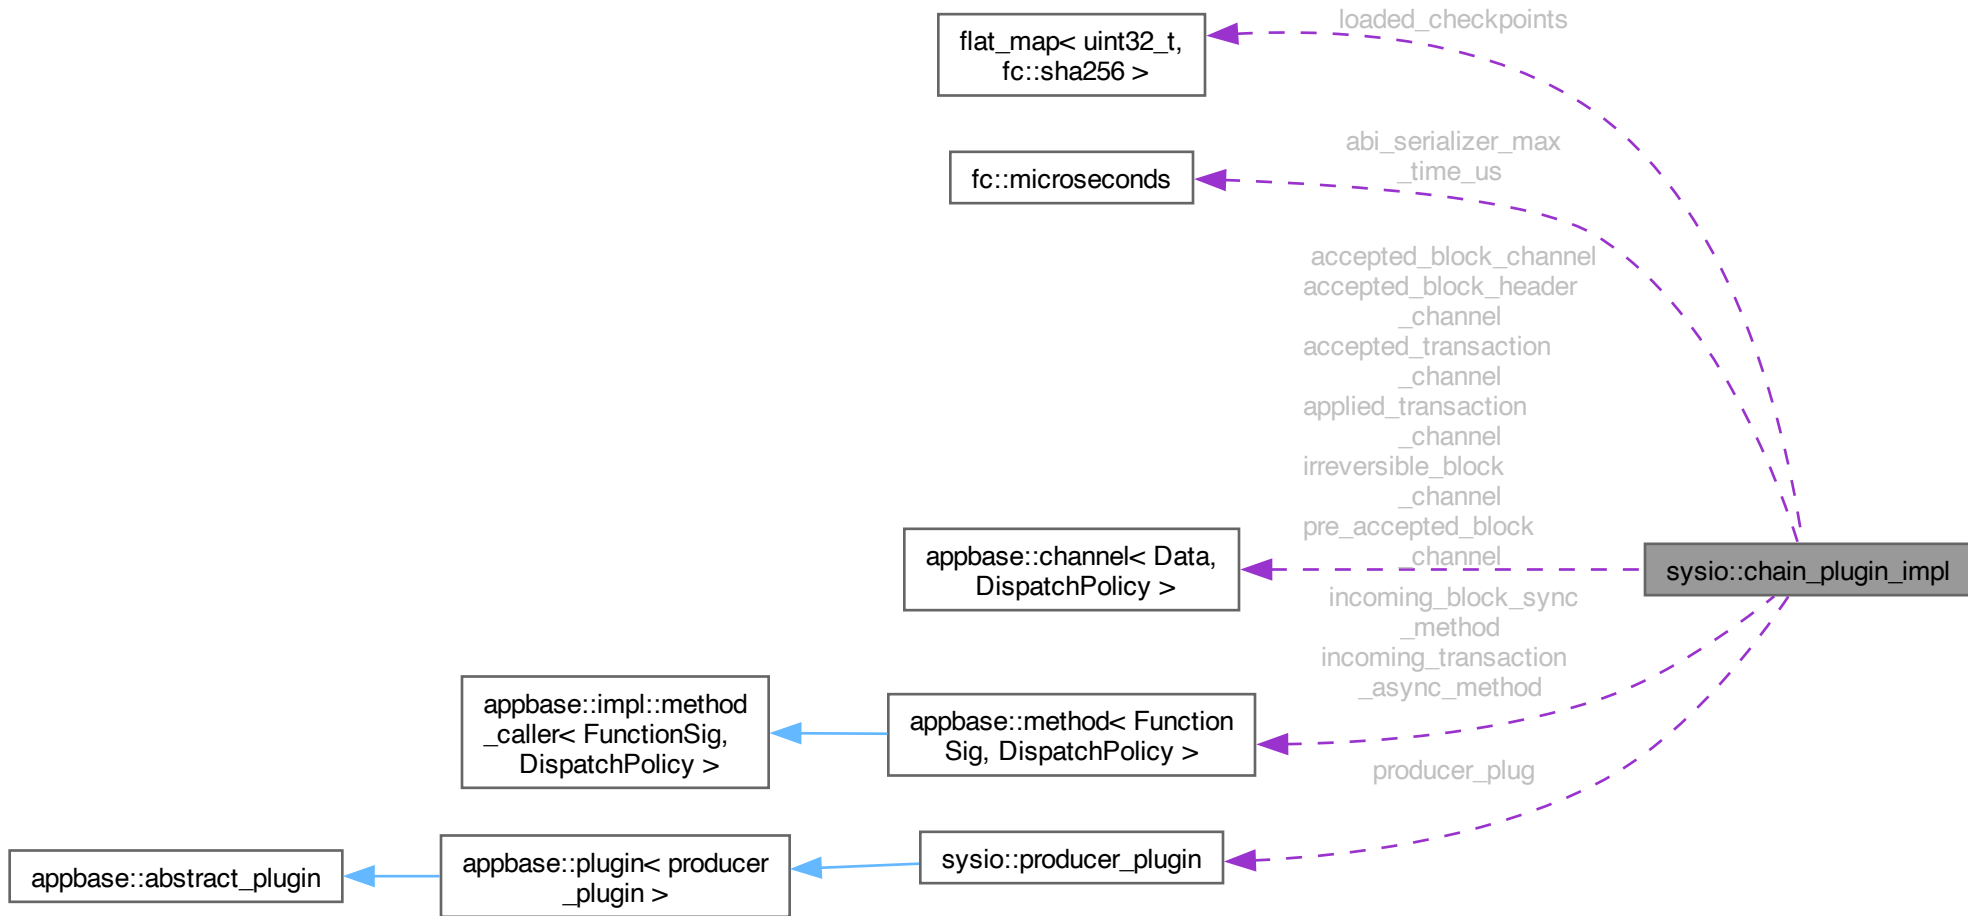 loaded_checkpoints
flat_map< uint32_t,
fc::sha256 >
abi_serializer_max
_time_us
fc::microseconds
accepted_block_channel
accepted_block_header
_channel
accepted_transaction
_channel
applied_transaction
_channel
irreversible_block
_channel
pre_accepted_block
_channel
appbase::channel< Data,
DispatchPolicy >
sysio::chain_plugin_impl
incoming_block_sync
_method
incoming_transaction
_async_method
appbase::impl::method
_caller< FunctionSig,
DispatchPolicy >
appbase::method< Function
Sig, DispatchPolicy >
producer_plug
appbase::abstract_plugin
appbase::plugin< producer
_plugin >
sysio::producer_plugin